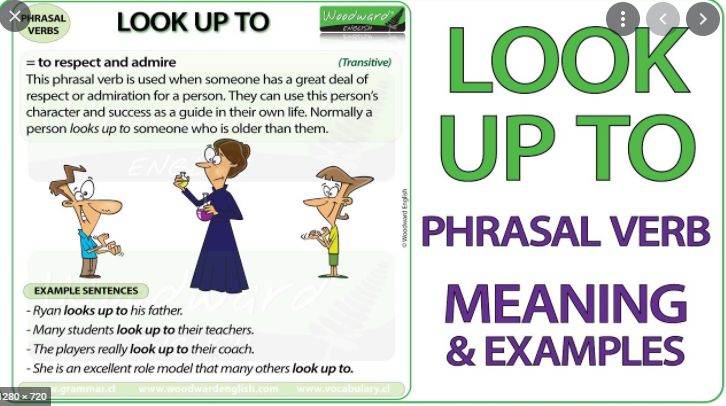 PHRASAL
VERBS
LOOK UP TO
Woodward®
ENGLISH
= to respect and admire (Transitive)
This phrasal verb is used when someone has a great deal of
respect or admiration for a person. They can use this person's
character and success as a guide in their own life. Normally a
person looks up to someone who is older than them.
EXAMPLE SENTENCES
- Ryan looks up to his father.
- Many students look up to their teachers.
- The players really look up to their coach.
- She is an excellent role model that many others look up to.
.grammar.cl www.woodwardenglish.com www.vocabulary.cl
© Woodward English
LOOK
UP TO
PHRASAL VERB
MEANING
& EXAMPLES
1280 × 720